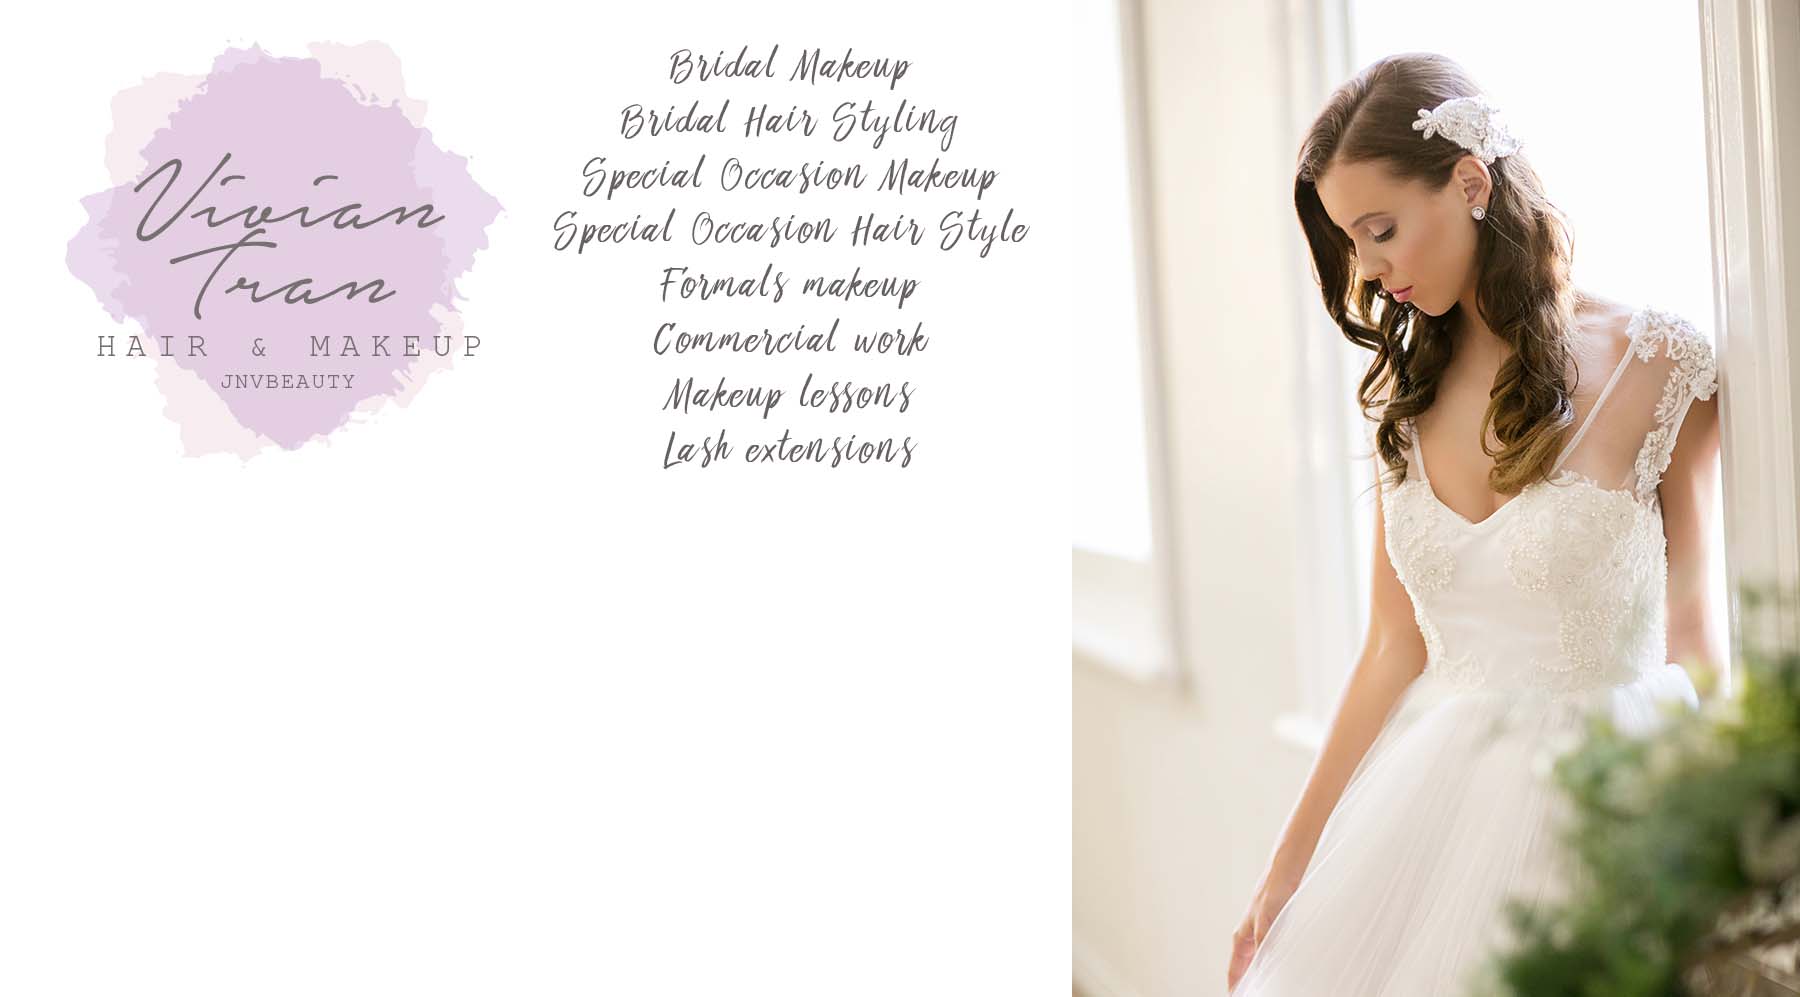 Vivian
Tran
HAIR & MAKEUP
JNVBEAUTY
Bridal Makeup
Bridal Hair Styling
Special Occasion Makeup
Special Occasion Hair Style
Formals makeup
Commercial work
Makeup lessons
Lash extensions